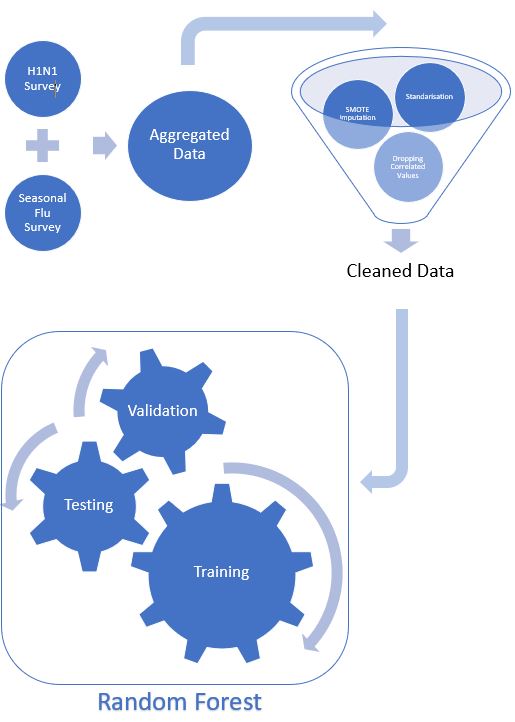 H1N1
Survey
Seasonal
Flu
Survey
Aggregated
Data
SMOTE
Imputation
Standarisation
Dropping
Correlated
Values
Cleaned Data
Validation
Testing
Training
Random Forest